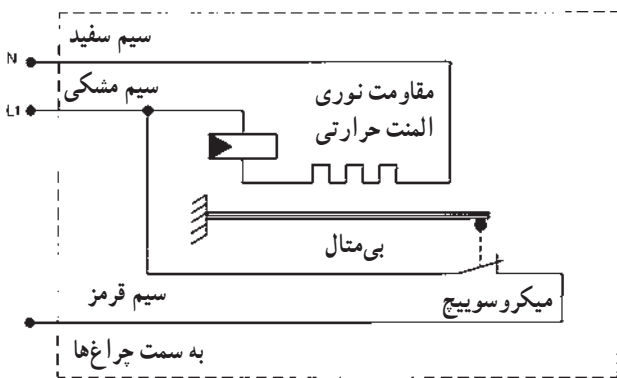 سیم سفید
N
سیم مشکی
L1
مقاومت نوری
المنت حرارتی
بی‌متال
میکروسوییچ
سیم قرمز
به سمت چراغ‌ها